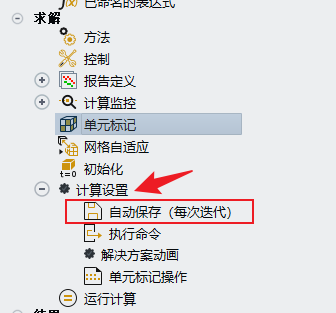 已命名的表达式
求解
方法
控制
报告定义
计算监控
单元标记
网格自适应
t=0 初始化
计算设置
自动保存（每次迭代）
执行命令
解决方案动画
单元标记操作
运行计算